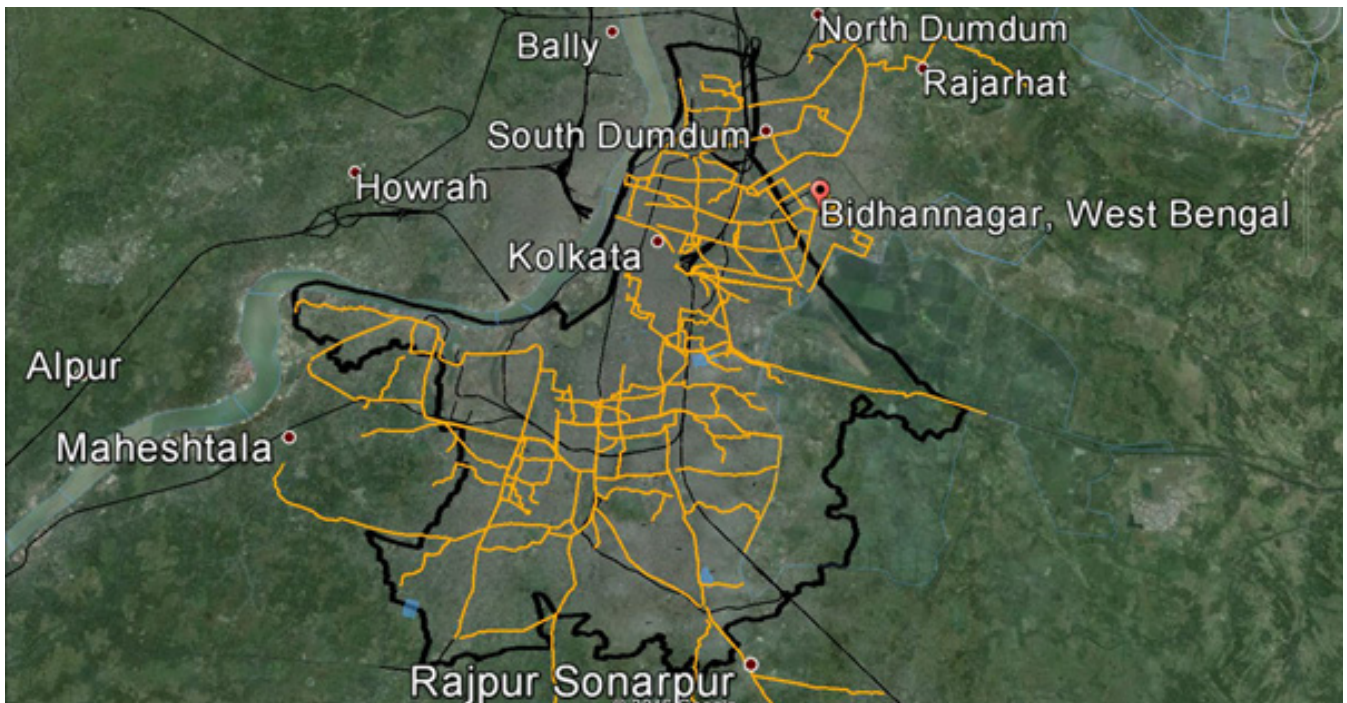 North Dumdum
Bally
Rajarhat
South Dumdum
Howrah
Bidhannagar, West Bengal
Kolkata
Alpur
Maheshtala
Rajpur Sonarpur